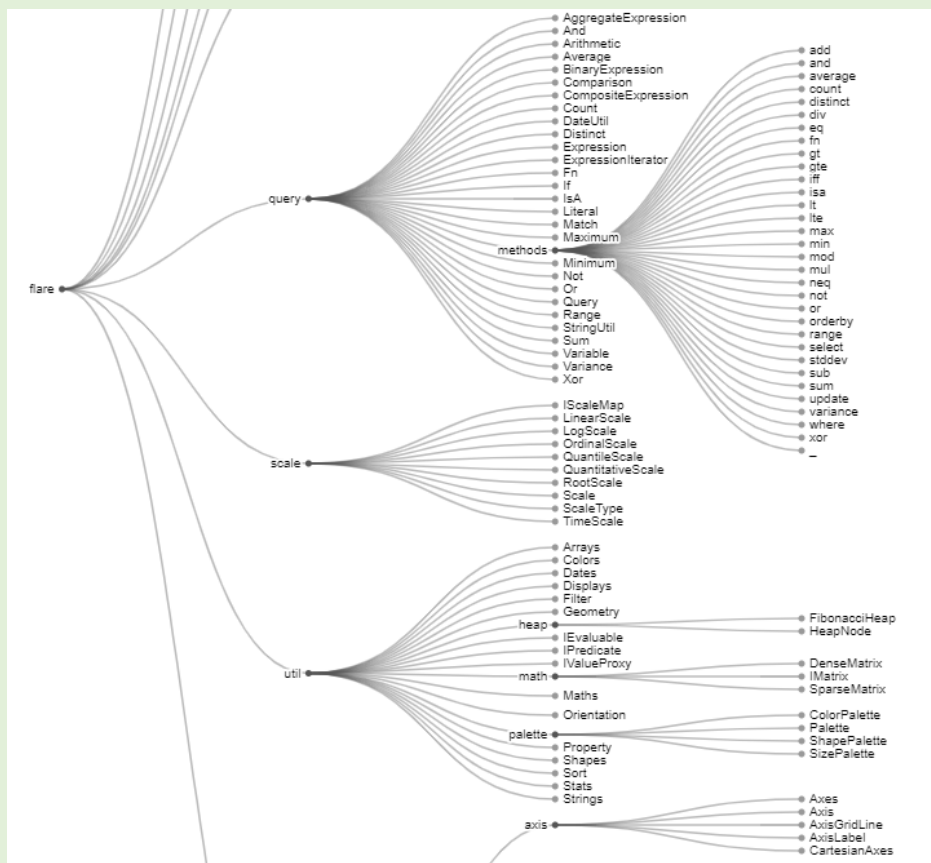 flare
query
AggregateExpression
And
Arithmetic
Average
BinaryExpression
Comparison
CompositeExpression
Count
DateUtil
Distinct
Expression
ExpressionIterator
Fn
If
IsA
Literal
Match
Maximum
methods
add
and
average
count
distinct
div
eq
fn
gt
gte
iff
isa
lt
lte
max
min
mod
mul
neq
not
or
orderby
range
select
stddev
sub
sum
update
variance
where
xor
_
Minimum
Not
Or
Query
Range
StringUtil
Sum
Variable
Variance
Xor
scale
IScaleMap
LinearScale
LogScale
OrdinalScale
QuantileScale
QuantitativeScale
RootScale
Scale
ScaleType
TimeScale
util
Arrays
Colors
Dates
Displays
Filter
Geometry
heap
FibonacciHeap
HeapNode
IEvaluable
IPredicate
IValueProxy
math
DenseMatrix
IMatrix
SparseMatrix
Maths
Orientation
palette
ColorPalette
Palette
ShapePalette
SizePalette
Property
Shapes
Sort
Stats
Strings
axis
Axes
Axis
AxisGridLine
AxisLabel
CartesianAxes